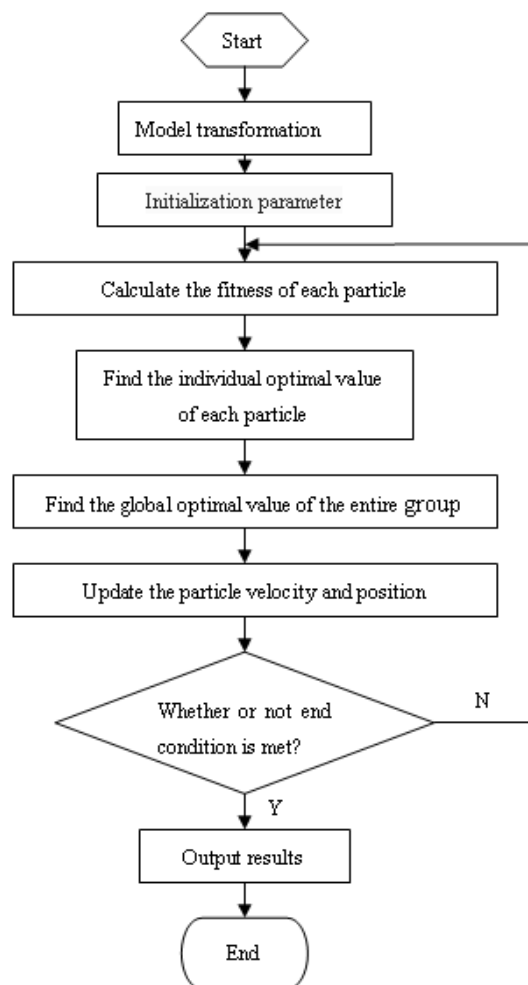 Start
Model transformation
Initialization parameter
Calculate the fitness of each particle
Find the individual optimal value
of each particle
Find the global optimal value of the entire group
Update the particle velocity and position
Whether or not end
condition is met?
N
Y
Output results
End